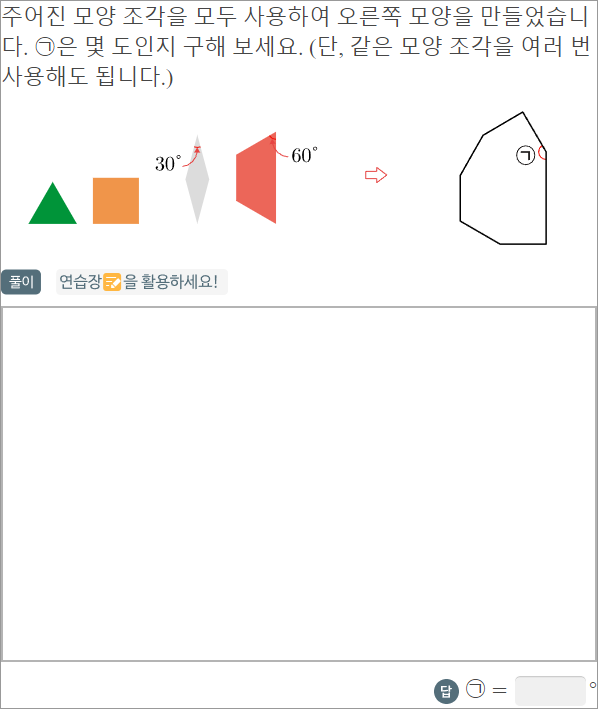 주어진 모양 조각을 모두 사용하여 오른쪽 모양을 만들었습니
다. ㉠은 몇 도인지 구해 보세요. (단, 같은 모양 조각을 여러 번
사용해도 됩니다.)
30°
60°
㉠
풀이 연습장을 활용하세요!
답 ㉠ = °